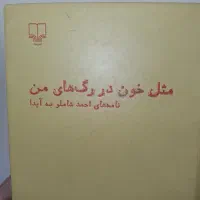 مثل خون در رگ‌های من
نامه‌های احمد شاملو به آیدا